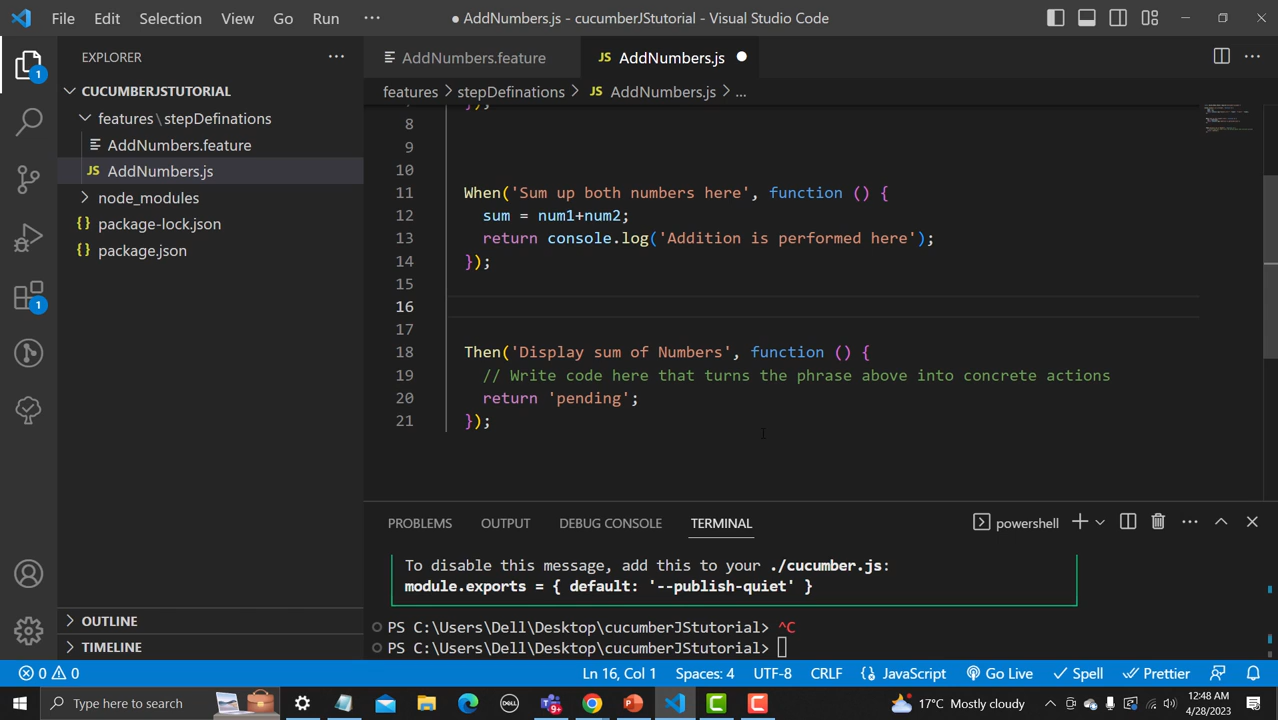 File Edit Selection View Go Run ··· ● AddNumbers.js - cucumberJStutorial - Visual Studio Code
EXPLORER ···
1
CUCUMBERJSTUTORIAL
features\stepDefinations
AddNumbers.feature
JS AddNumbers.js
node_modules
{} package-lock.json
{} package.json
1
OUTLINE
TIMELINE
AddNumbers.feature JS AddNumbers.js ● ···
features > stepDefinations > JS AddNumbers.js > ...
});
8
9
10
11 When('Sum up both numbers here', function () {
12 sum = num1+num2;
13 return console.log('Addition is performed here');
14 });
15
16
17
18 Then('Display sum of Numbers', function () {
19 // Write code here that turns the phrase above into concrete actions
20 return 'pending';
21 });
PROBLEMS OUTPUT DEBUG CONSOLE TERMINAL powershell + ···
To disable this message, add this to your ./cucumber.js:
module.exports = { default: '--publish-quiet' }
PS C:\Users\Dell\Desktop\cucumberJStutorial> ^C
PS C:\Users\Dell\Desktop\cucumberJStutorial>
0 0 Ln 16, Col 1 Spaces: 4 UTF-8 CRLF {} JavaScript Go Live Spell Prettier
Type here to search DELL 9+ 17°C Mostly cloudy 12:48 AM
4/28/2023